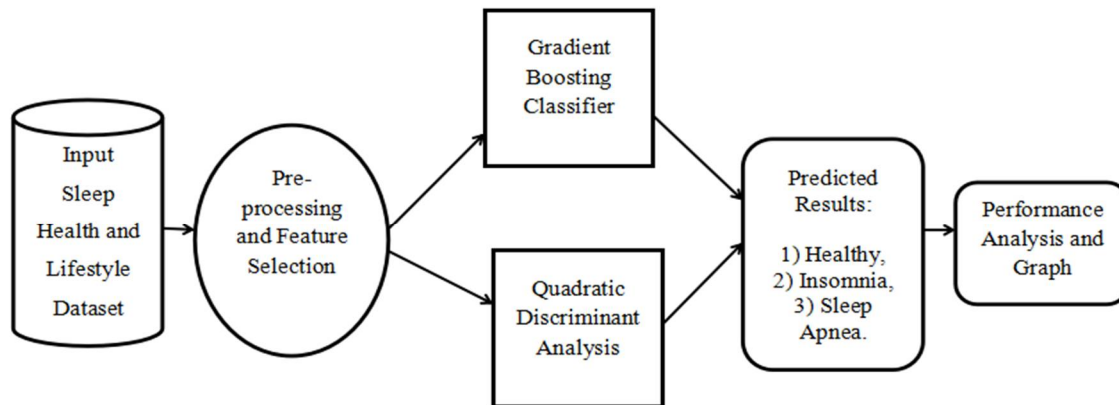 Input
Sleep
Health and
Lifestyle
Dataset
Pre-
processing
and Feature
Selection
Gradient
Boosting
Classifier
Quadratic
Discriminant
Analysis
Predicted
Results:
1) Healthy,
2) Insomnia,
3) Sleep
Apnea.
Performance
Analysis and
Graph